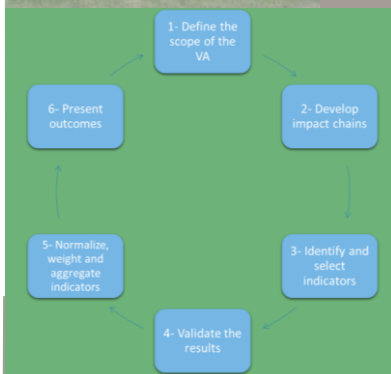 1- Define the
scope of the
VA
2- Develop
impact chains
3- Identify and
select
indicators
4- Validate the
results
5- Normalize,
weight and
aggregate
indicators
6- Present
outcomes